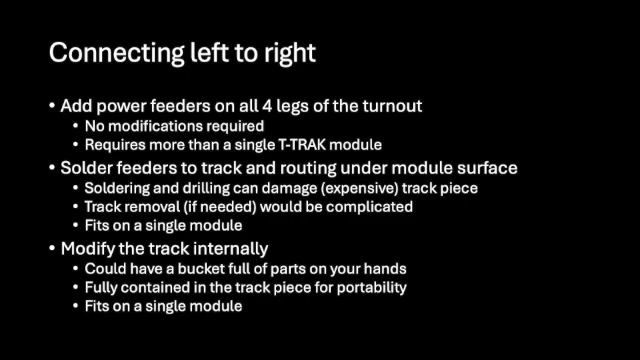 Connecting left to right
• Add power feeders on all 4 legs of the turnout
• No modifications required
• Requires more than a single T-TRAK module
• Solder feeders to track and routing under module surface
• Soldering and drilling can damage (expensive) track piece
• Track removal (if needed) would be complicated
• Fits on a single module
• Modify the track internally
• Could have a bucket full of parts on your hands
• Fully contained in the track piece for portability
• Fits on a single module